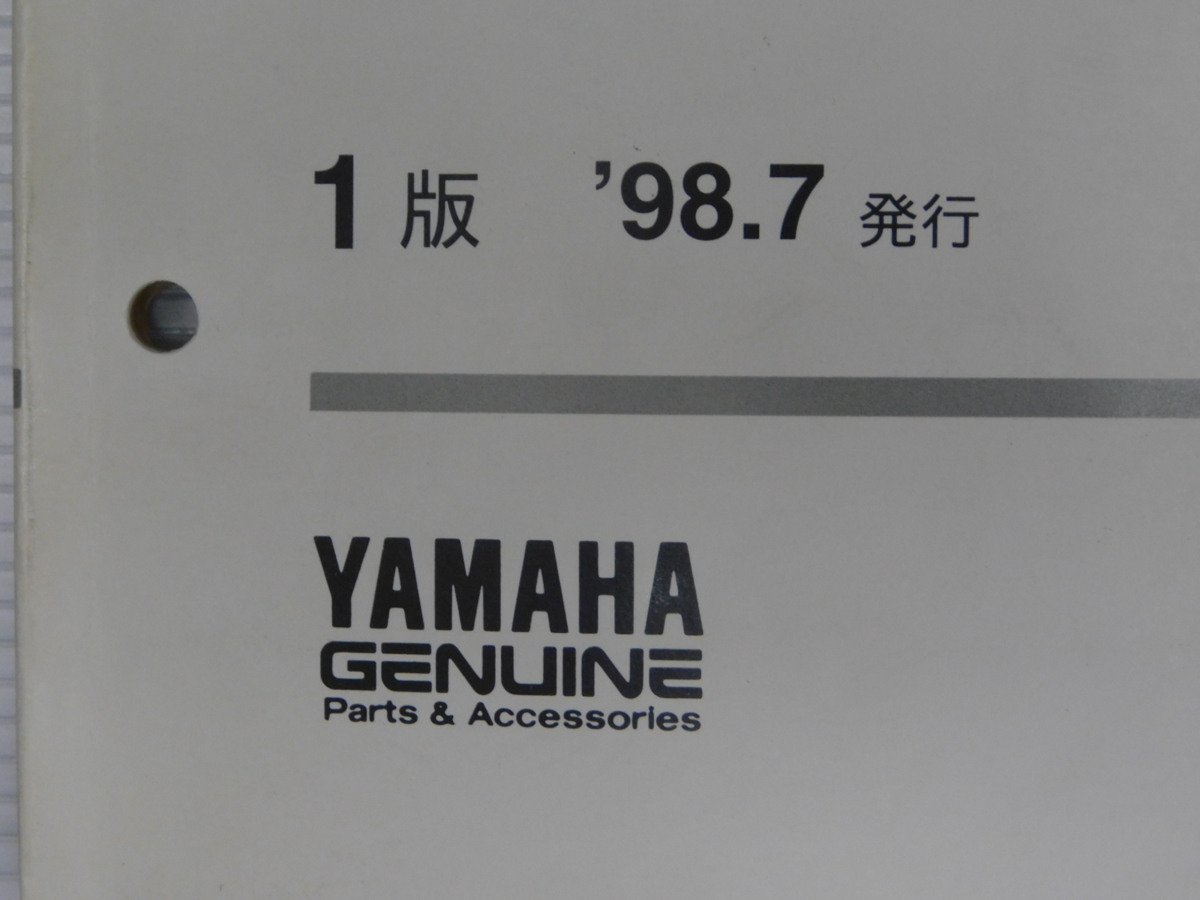 1版 ’98.7 発行
YAMAHA
GENUINE
Parts & Accessories